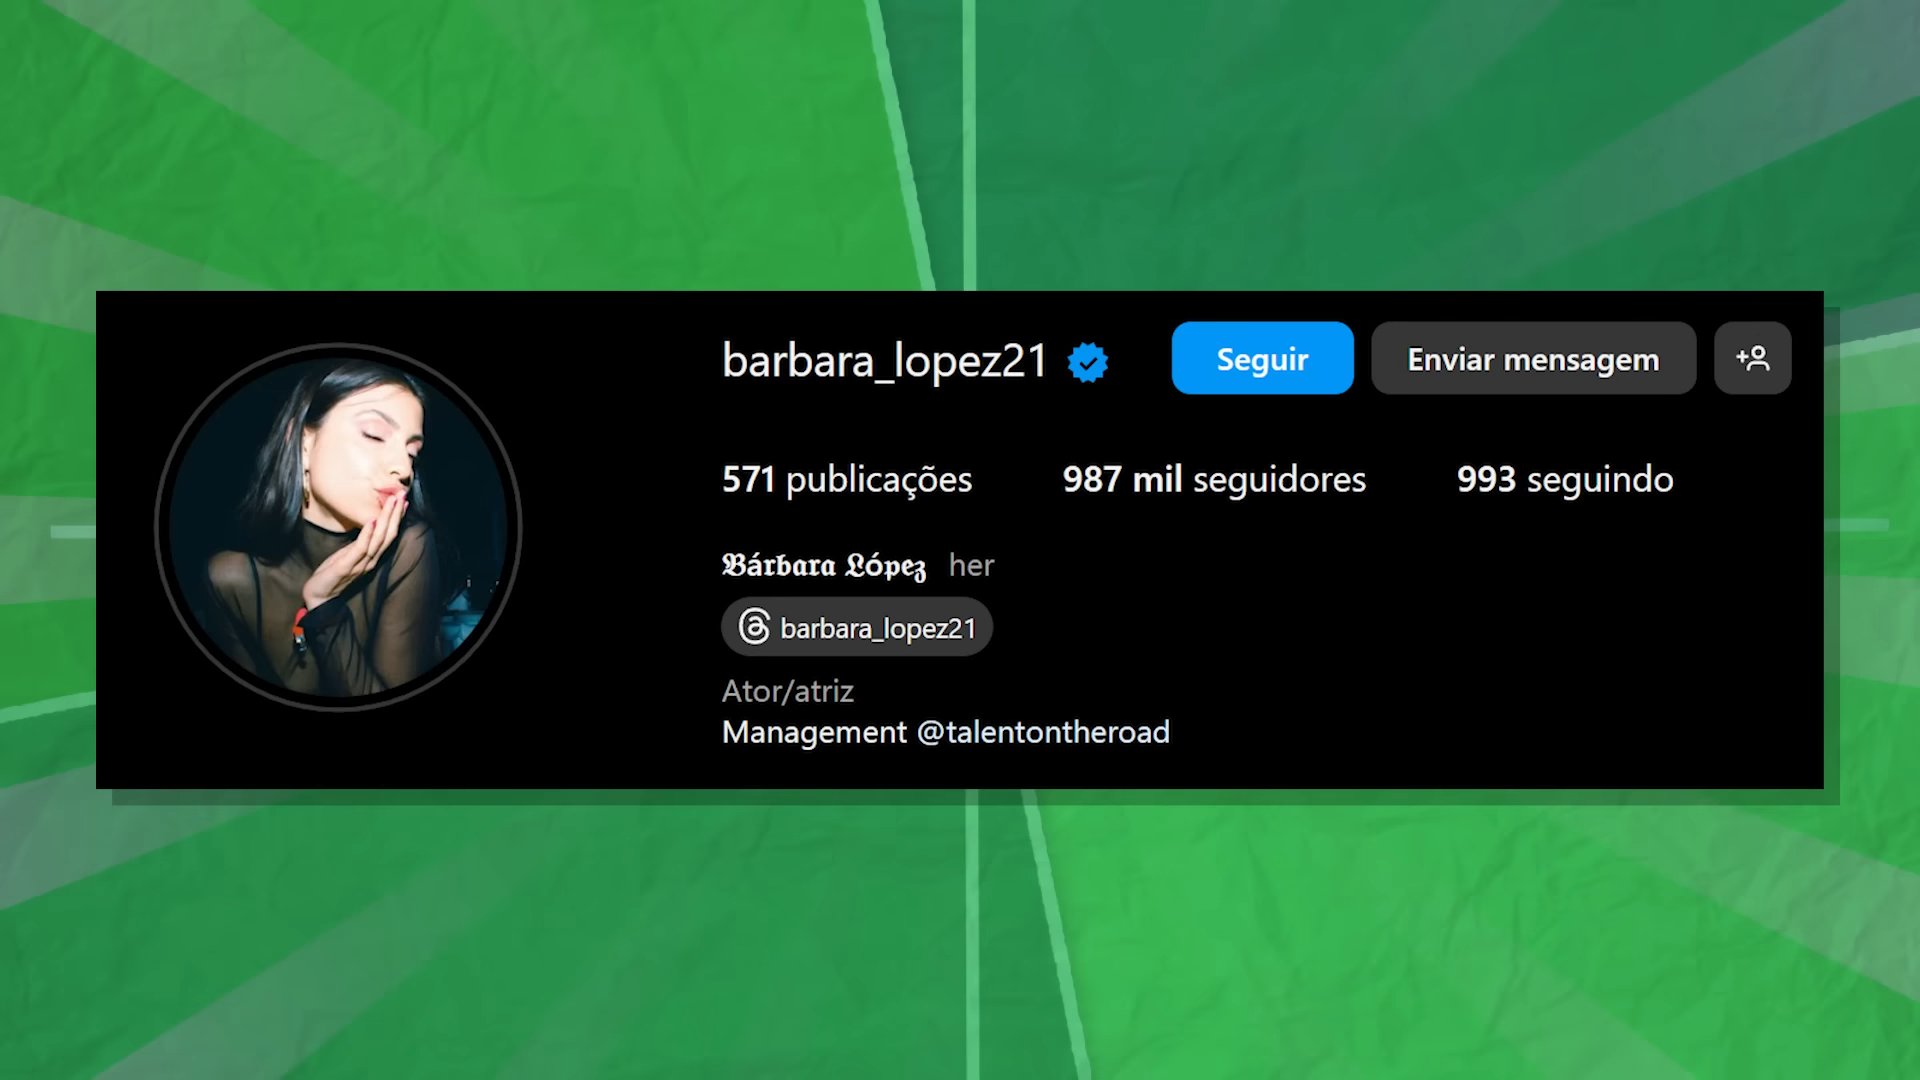 barbara_lopez21
Seguir
Enviar mensagem
571 publicações
987 mil seguidores
993 seguindo
Bárbara López her
barbara_lopez21
Ator/atriz
Management @talentontheroad